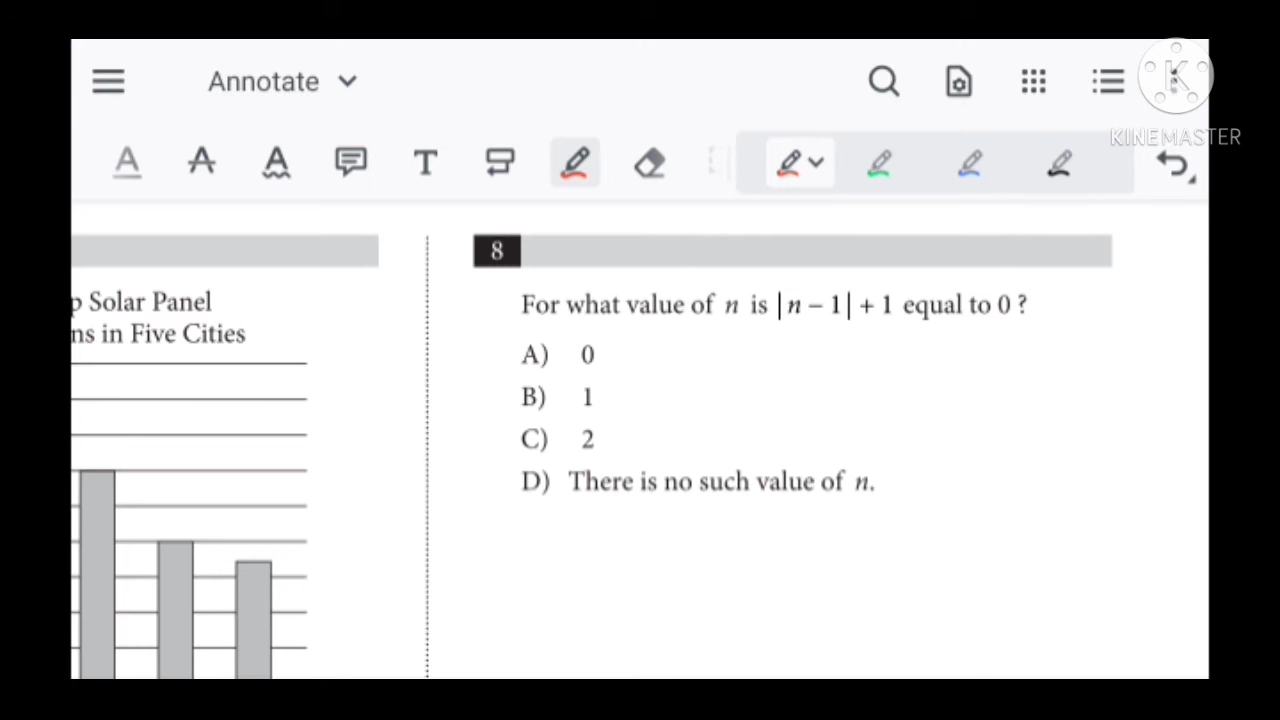 Annotate
KINEMASTER
A A A T
8
p Solar Panel
ns in Five Cities
For what value of n is |n − 1| + 1 equal to 0 ?
A) 0
B) 1
C) 2
D) There is no such value of n.